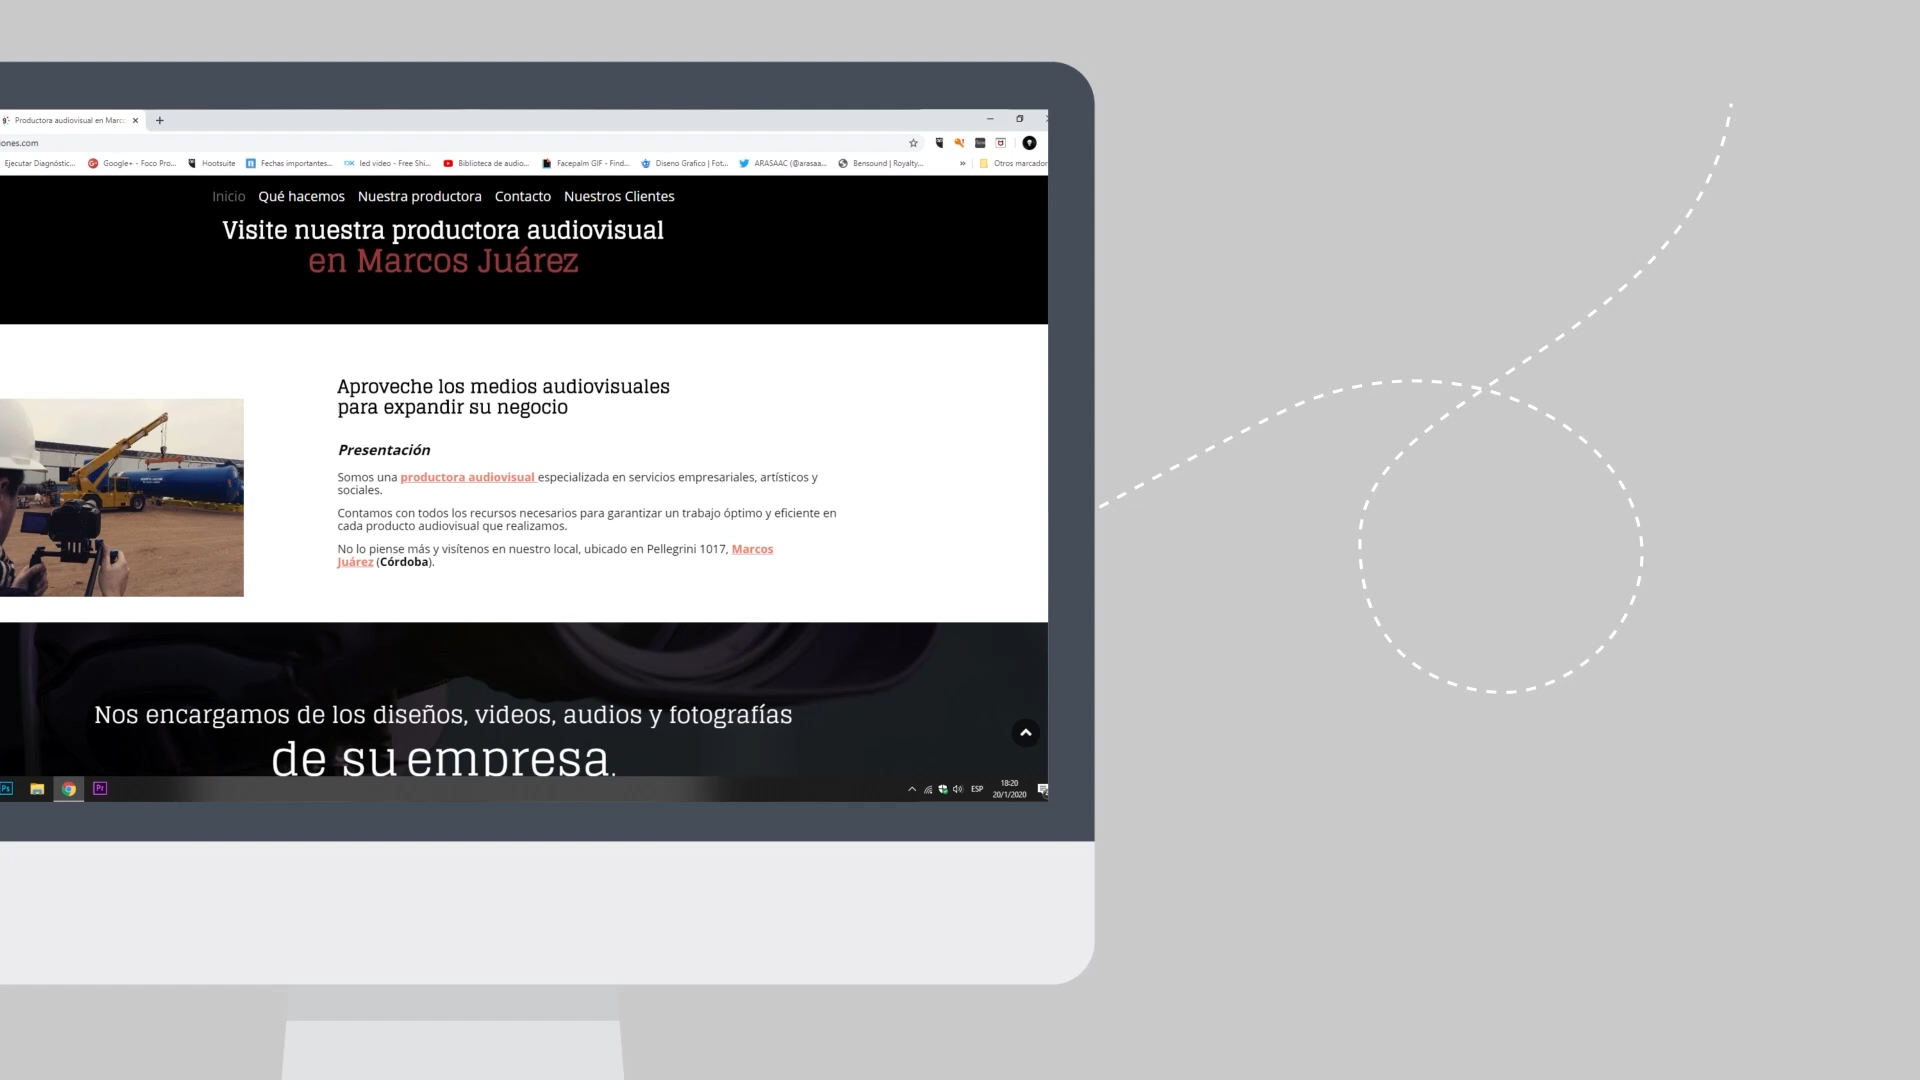 Productora audiovisual en Marc
iones.com
Ejecutar Diagnóstic... Google+ - Foco Pro... Hootsuite Fechas importantes... led video - Free Shi... Biblioteca de audio... Facepalm GIF - Find... Diseno Grafico | Fot... ARASAAC (@arasaa... Bensound | Royalty... » Otros marcador
Inicio Qué hacemos Nuestra productora Contacto Nuestros Clientes
Visite nuestra productora audiovisual
en Marcos Juárez
Aproveche los medios audiovisuales
para expandir su negocio
Presentación
Somos una productora audiovisual especializada en servicios empresariales, artísticos y
sociales.
Contamos con todos los recursos necesarios para garantizar un trabajo óptimo y eficiente en
cada producto audiovisual que realizamos.
No lo piense más y visítenos en nuestro local, ubicado en Pellegrini 1017, Marcos
Juárez (Córdoba).
Nos encargamos de los diseños, videos, audios y fotografías
de su empresa.
Ps Pr ESP 18:20
20/1/2020